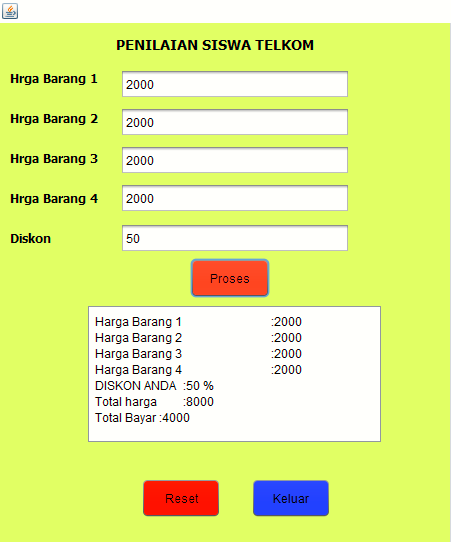 PENILAIAN SISWA TELKOM
Hrga Barang 1 2000
Hrga Barang 2 2000
Hrga Barang 3 2000
Hrga Barang 4 2000
Diskon 50
Proses
Harga Barang 1 :2000
Harga Barang 2 :2000
Harga Barang 3 :2000
Harga Barang 4 :2000
DISKON ANDA :50 %
Total harga :8000
Total Bayar :4000
Reset Keluar